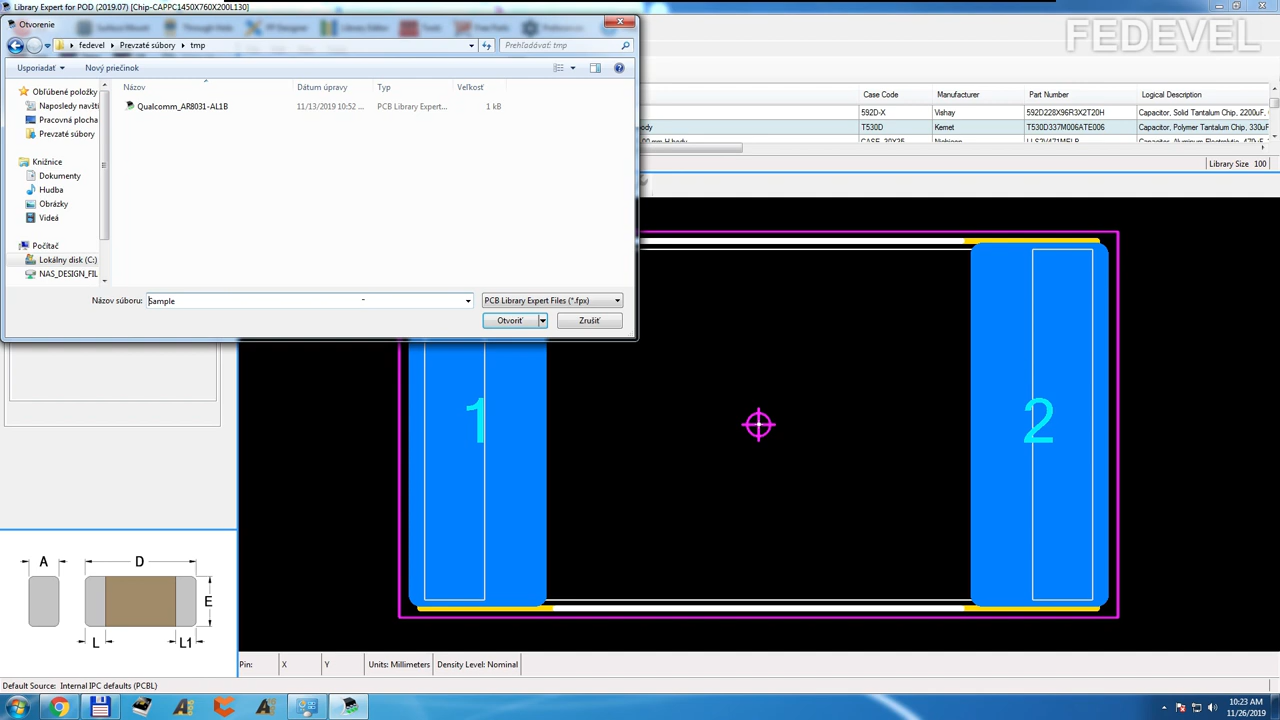 Library Expert for POD (2019.07) [Chip-CAPPC1450X760X200L130]
FEDEVEL
Otvorenie
fedevel
Prevzaté súbory
tmp
Prehľadávať: tmp
Usporiadať
Nový priečinok
Obľúbené položky
Naposledy navští
Pracovná plocha
Prevzaté súbory
Knižnice
Dokumenty
Hudba
Obrázky
Videá
Počítač
Lokálny disk (C:)
NAS_DESIGN_FIL
Názov
Dátum úpravy
Typ
Veľkosť
Qualcomm_AR8031-AL1B
11/13/2019 10:52 ...
PCB Library Expert...
1 kB
Názov súboru:
Sample
PCB Library Expert Files (*.fpx)
Otvoriť
Zrušiť
Case Code
Manufacturer
Part Number
Logical Description
592D-X
Vishay
592D228X96R3X2T20H
Capacitor, Solid Tantalum Chip, 2200uF,
ody
T530D
Kemet
T530D337M006ATE006
Capacitor, Polymer Tantalum Chip, 330uF
Library Size 100
1
2
A
D
E
L
L1
Pin:
X
Y
Units: Millimeters
Density Level: Nominal
Default Source: Internal IPC defaults (PCBL)
10:23 AM
11/26/2019